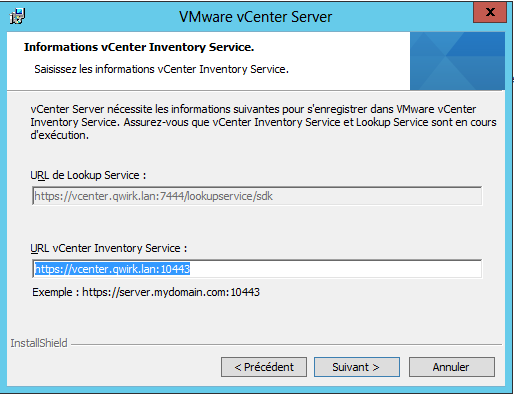 VMware vCenter Server
x
Informations vCenter Inventory Service.
Saisissez les informations vCenter Inventory Service.
vCenter Server nécessite les informations suivantes pour s'enregistrer dans VMware vCenter
Inventory Service. Assurez-vous que vCenter Inventory Service et Lookup Service sont en cours
d'exécution.
URL de Lookup Service :
https://vcenter.qwirk.lan:7444/lookupservice/sdk
URL vCenter Inventory Service :
https://vcenter.qwirk.lan:10443
Exemple : https://server.mydomain.com:10443
InstallShield
< Précédent
Suivant >
Annuler